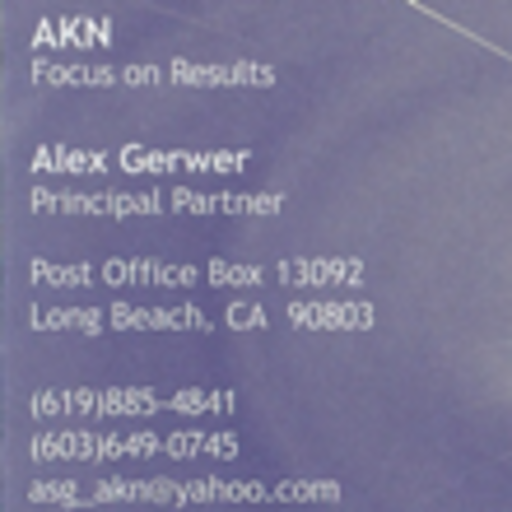 AKN
Focus on Results
Alex Gerwer
Principal Partner
Post Office Box 13092
Long Beach, CA 90803
(619)885-4841
(603)649-0745
asg_akn@yahoo.com